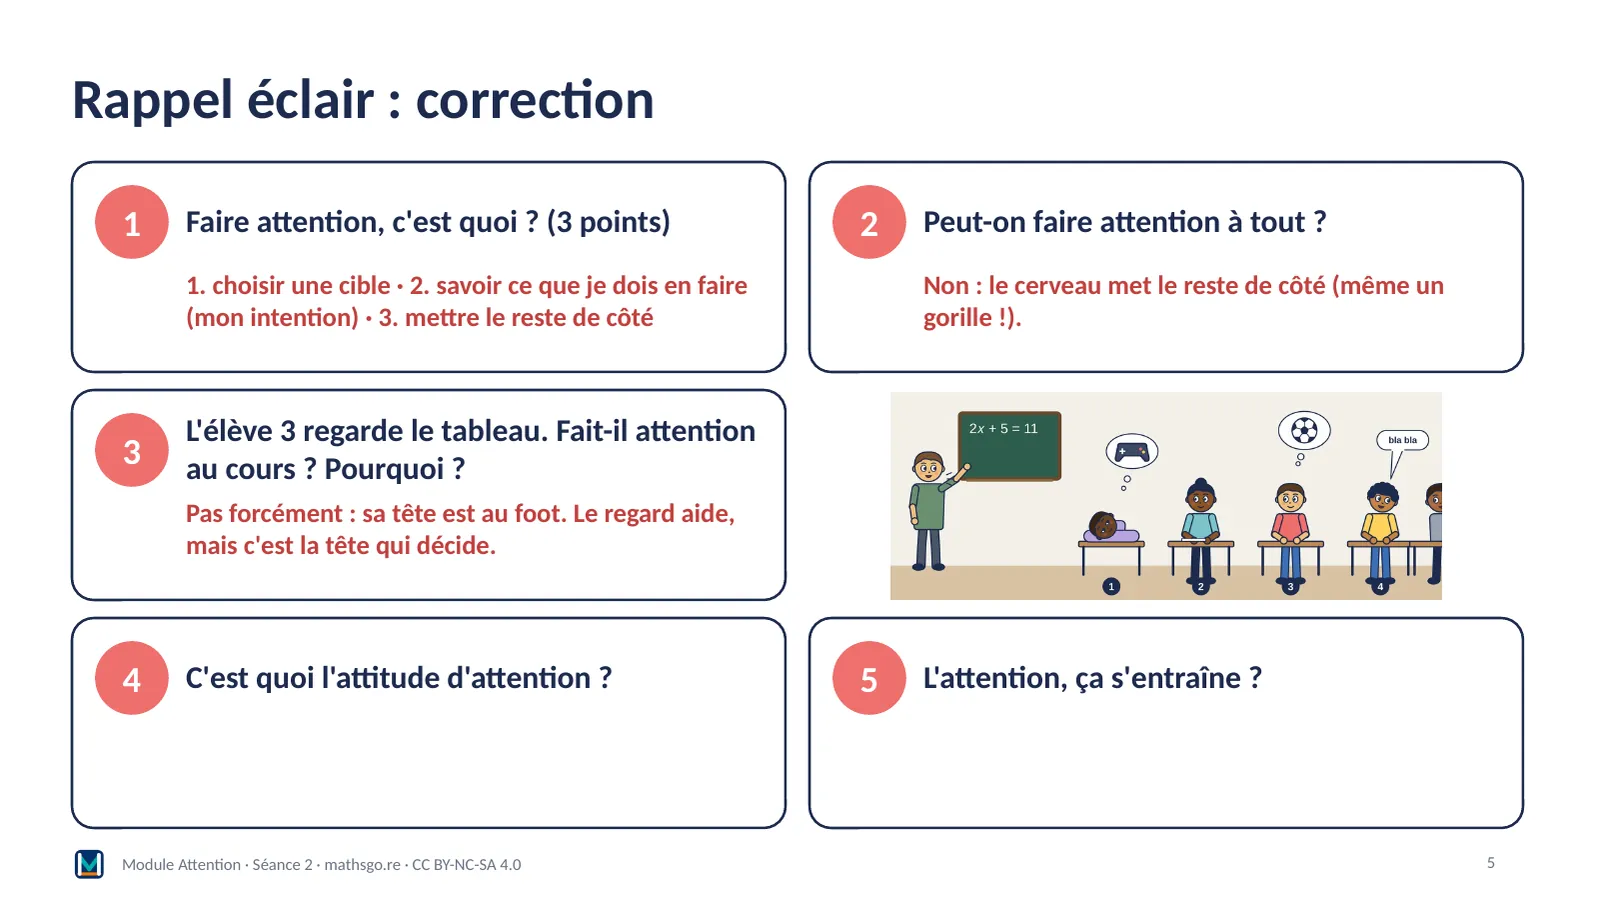 Rappel éclair : correction
1
Faire attention, c'est quoi ? (3 points)
1. choisir une cible · 2. savoir ce que je dois en faire
(mon intention) · 3. mettre le reste de côté
2
Peut-on faire attention à tout ?
Non : le cerveau met le reste de côté (même un
gorille !).
3
L'élève 3 regarde le tableau. Fait-il attention
au cours ? Pourquoi ?
Pas forcément : sa tête est au foot. Le regard aide,
mais c'est la tête qui décide.
2x + 5 = 11
bla bla
1
2
3
4
4
C'est quoi l'attitude d'attention ?
5
L'attention, ça s'entraîne ?
Module Attention · Séance 2 · mathsgo.re · CC BY-NC-SA 4.0
5